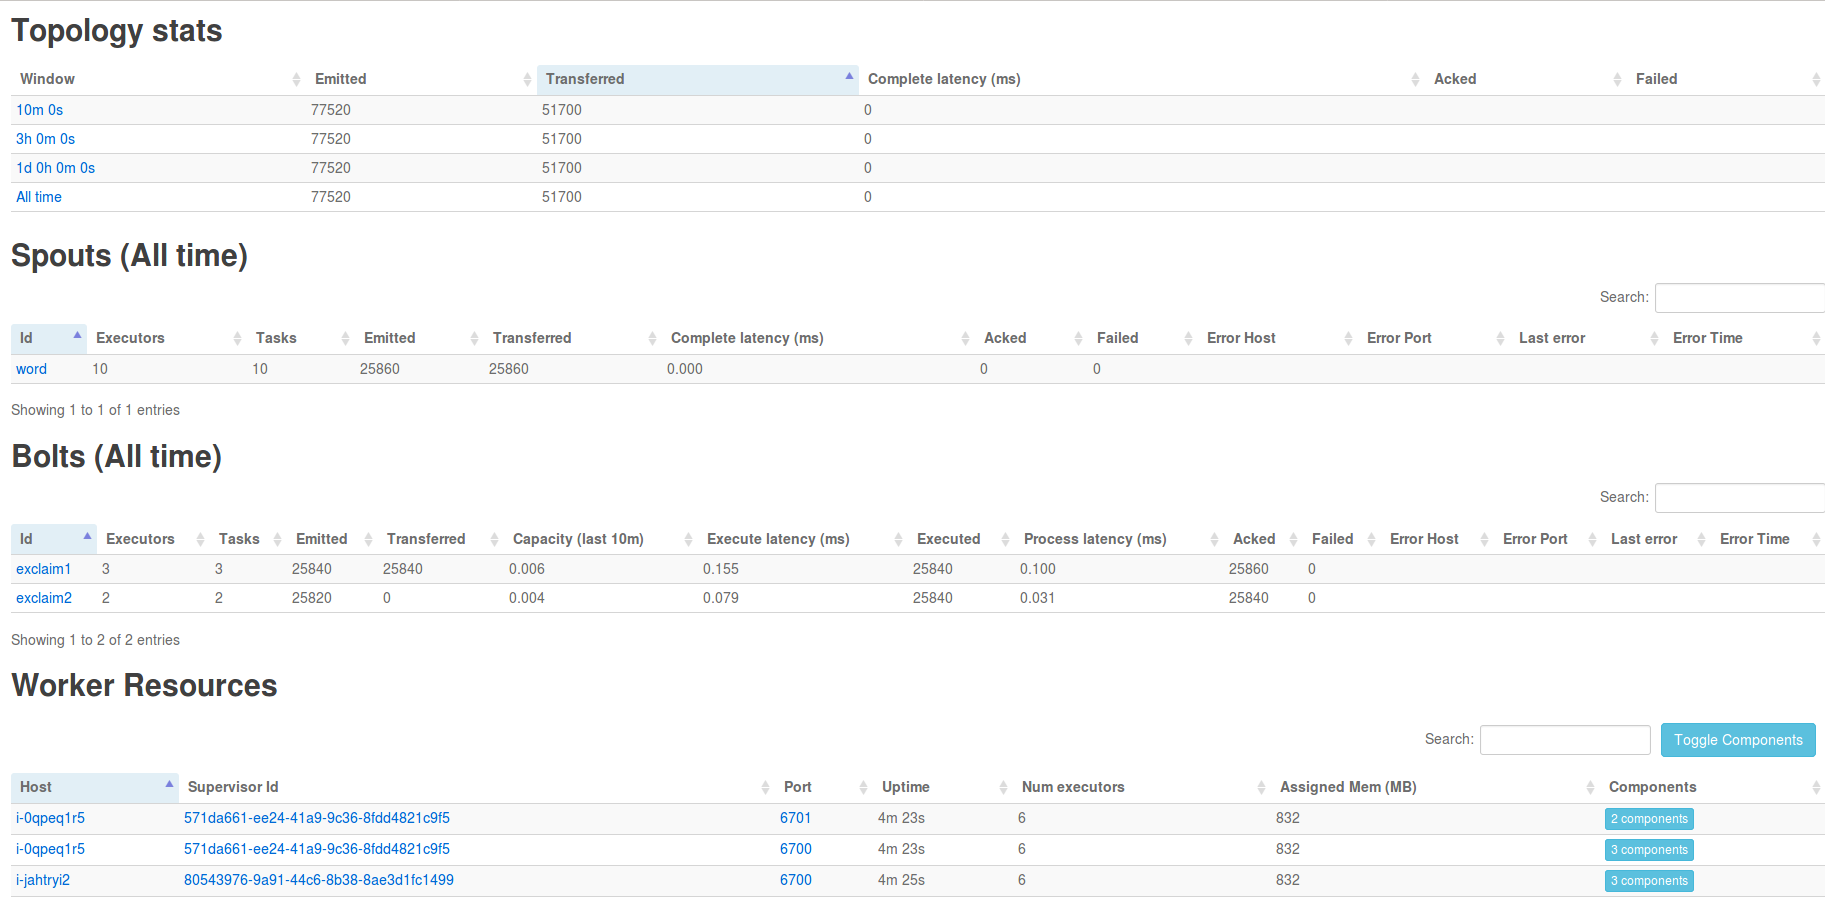 Topology stats
Window Emitted Transferred Complete latency (ms) Acked Failed
10m 0s 77520 51700 0
3h 0m 0s 77520 51700 0
1d 0h 0m 0s 77520 51700 0
All time 77520 51700 0
Spouts (All time)
Search:
Id Executors Tasks Emitted Transferred Complete latency (ms) Acked Failed Error Host Error Port Last error Error Time
word 10 10 25860 25860 0.000 0 0
Showing 1 to 1 of 1 entries
Bolts (All time)
Search:
Id Executors Tasks Emitted Transferred Capacity (last 10m) Execute latency (ms) Executed Process latency (ms) Acked Failed Error Host Error Port Last error Error Time
exclaim1 3 3 25840 25840 0.006 0.155 25840 0.100 25860 0
exclaim2 2 2 25820 0 0.004 0.079 25840 0.031 25840 0
Showing 1 to 2 of 2 entries
Worker Resources
Search: Toggle Components
Host Supervisor Id Port Uptime Num executors Assigned Mem (MB) Components
i-0qpeq1r5 571da661-ee24-41a9-9c36-8fdd4821c9f5 6701 4m 23s 6 832 2 components
i-0qpeq1r5 571da661-ee24-41a9-9c36-8fdd4821c9f5 6700 4m 23s 6 832 3 components
i-jahtryi2 80543976-9a91-44c6-8b38-8ae3d1fc1499 6700 4m 25s 6 832 3 components